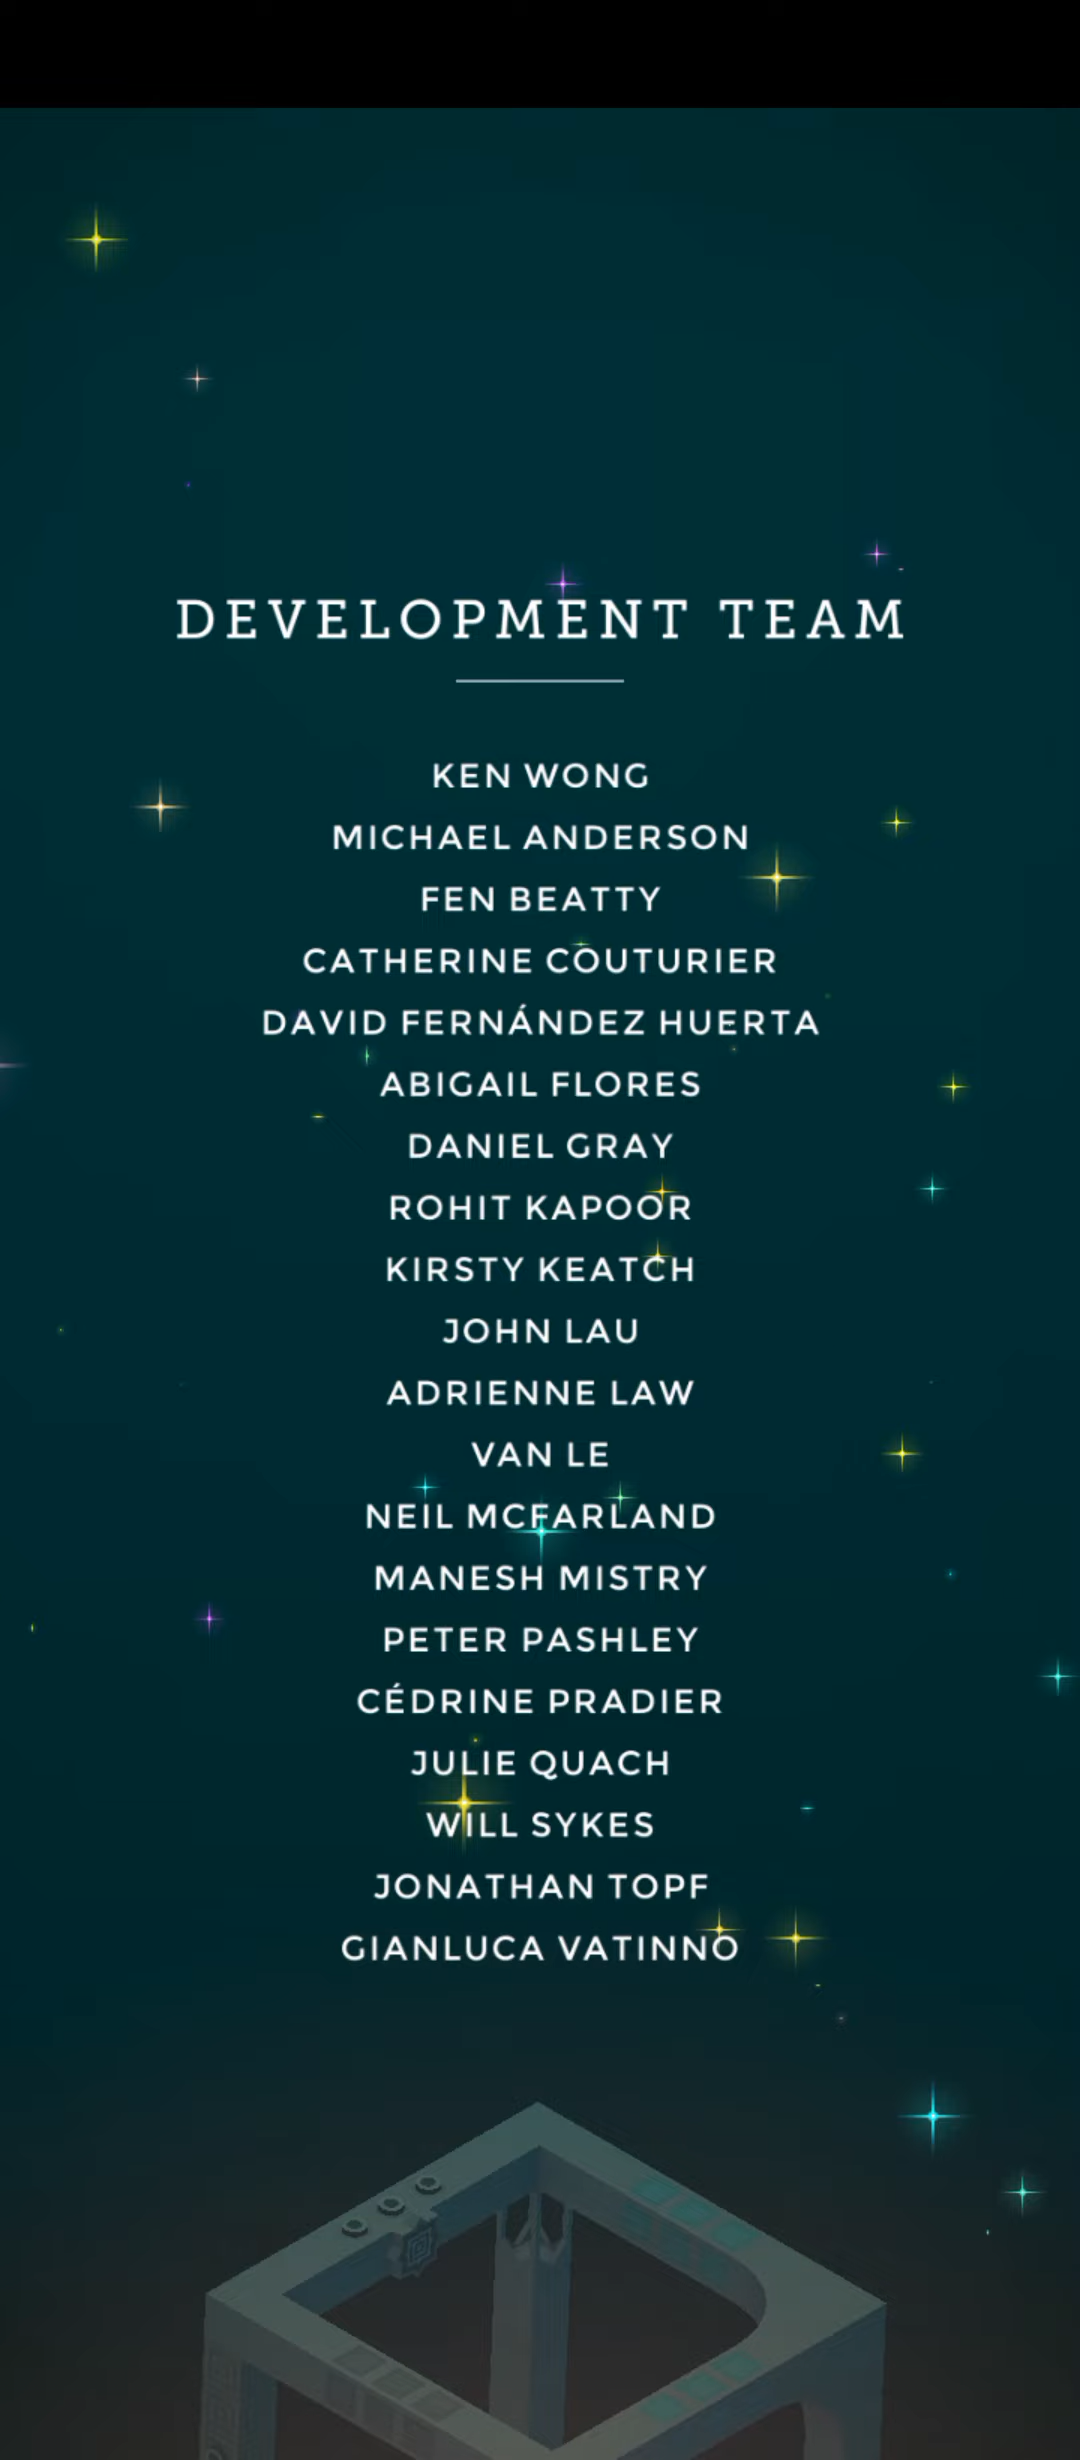 DEVELOPMENT TEAM
KEN WONG
MICHAEL ANDERSON
FEN BEATTY
CATHERINE COUTURIER
DAVID FERNÁNDEZ HUERTA
ABIGAIL FLORES
DANIEL GRAY
ROHIT KAPOOR
KIRSTY KEATCH
JOHN LAU
ADRIENNE LAW
VAN LE
NEIL MCFARLAND
MANESH MISTRY
PETER PASHLEY
CÉDRINE PRADIER
JULIE QUACH
WILL SYKES
JONATHAN TOPF
GIANLUCA VATINNO